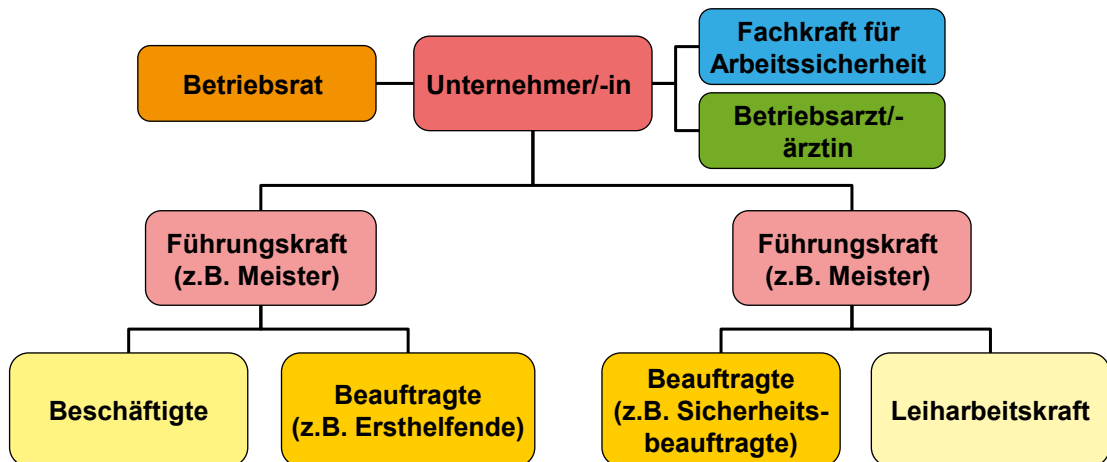 Fachkraft für
Arbeitssicherheit
Betriebsrat
Unternehmer/-in
Betriebsarzt/-
ärztin
Führungskraft
(z.B. Meister)
Führungskraft
(z.B. Meister)
Beschäftigte
Beauftragte
(z.B. Ersthelfende)
Beauftragte
(z.B. Sicherheits-
beauftragte)
Leiharbeitskraft